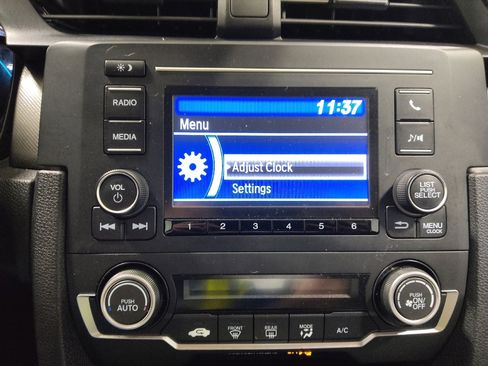 11:37
RADIO
Menu
MEDIA
Adjust Clock
Settings
VOL
LIST
PUSH
SELECT
MENU
CLOCK
1 2 3 4 5 6
PUSH
AUTO
PUSH
ON/
OFF
FRONT REAR MODE A/C